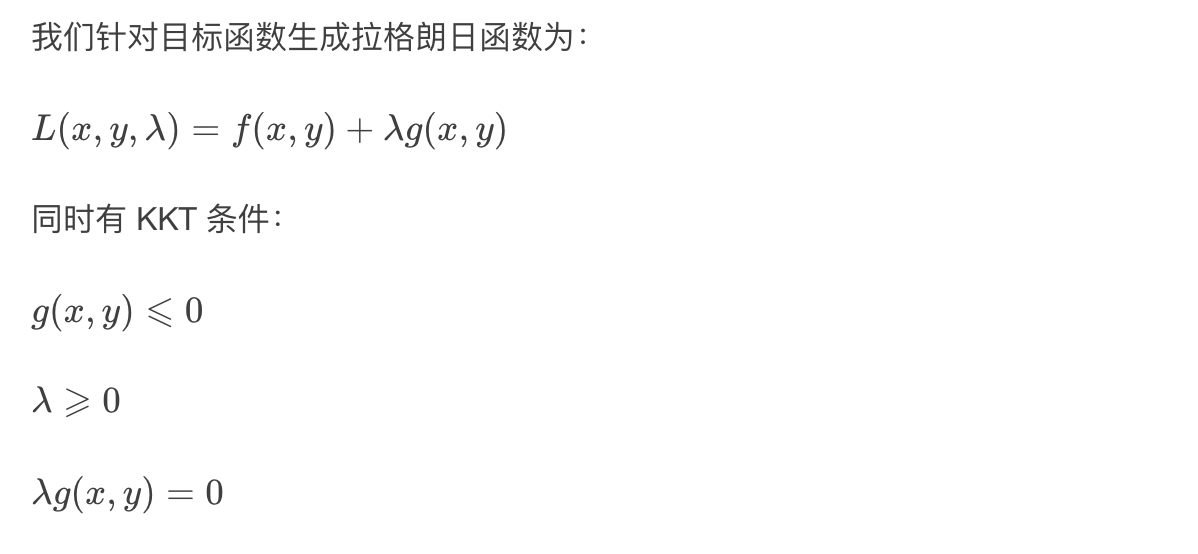 我们针对目标函数生成拉格朗日函数为：
L(x, y, λ) = f(x, y) + λg(x, y)
同时有 KKT 条件：
g(x, y) ⩽ 0
λ ⩾ 0
λg(x, y) = 0